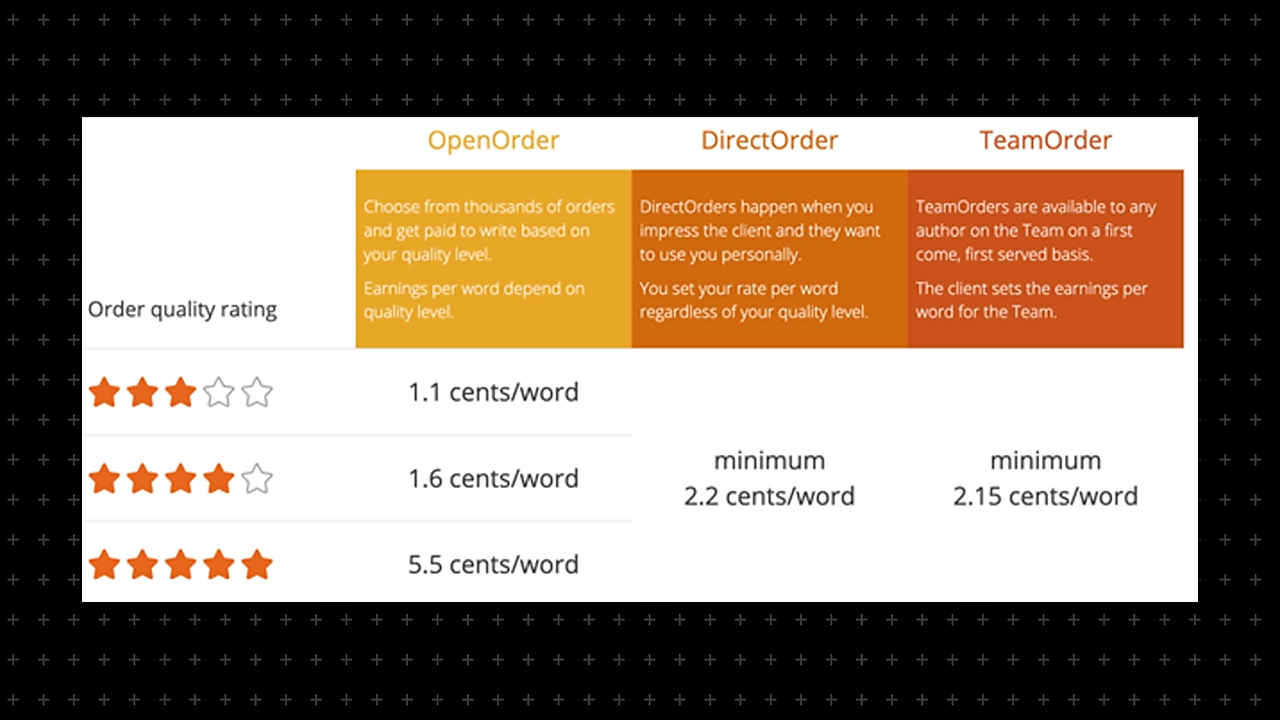 OpenOrder
DirectOrder
TeamOrder
Choose from thousands of orders
and get paid to write based on
your quality level.
Earnings per word depend on
quality level.
DirectOrders happen when you
impress the client and they want
to use you personally.
You set your rate per word
regardless of your quality level.
TeamOrders are available to any
author on the Team on a first
come, first served basis.
The client sets the earnings per
word for the Team.
Order quality rating
1.1 cents/word
1.6 cents/word
5.5 cents/word
minimum
2.2 cents/word
minimum
2.15 cents/word